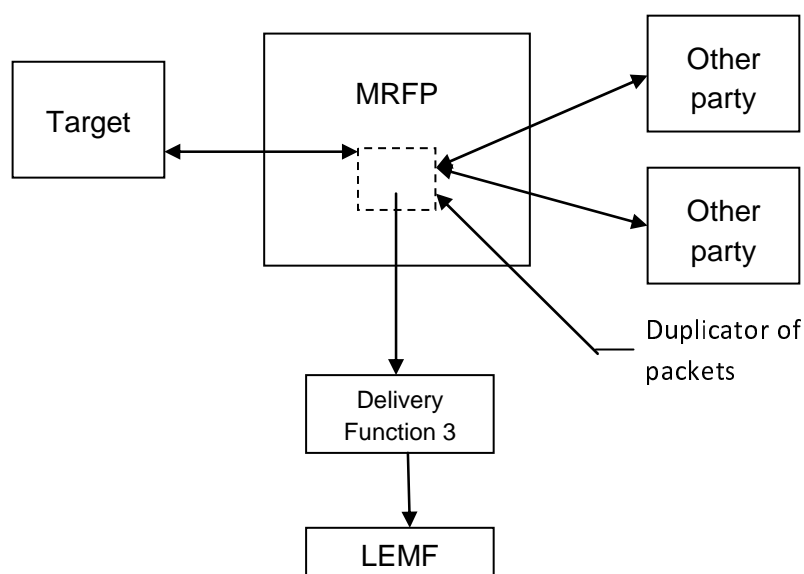 Target
MRFP
Other
party
Other
party
Duplicator of
packets
Delivery
Function 3
LEMF